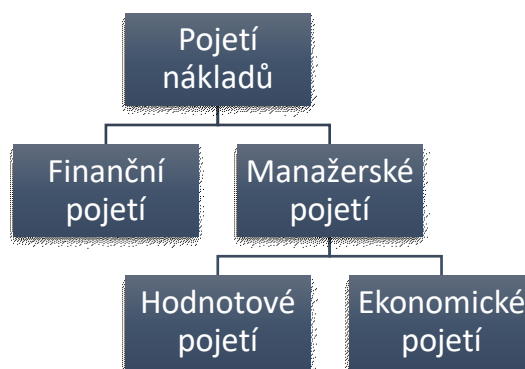 Pojetí
nákladů
Finanční
pojetí
Manažerské
pojetí
Hodnotové
pojetí
Ekonomické
pojetí